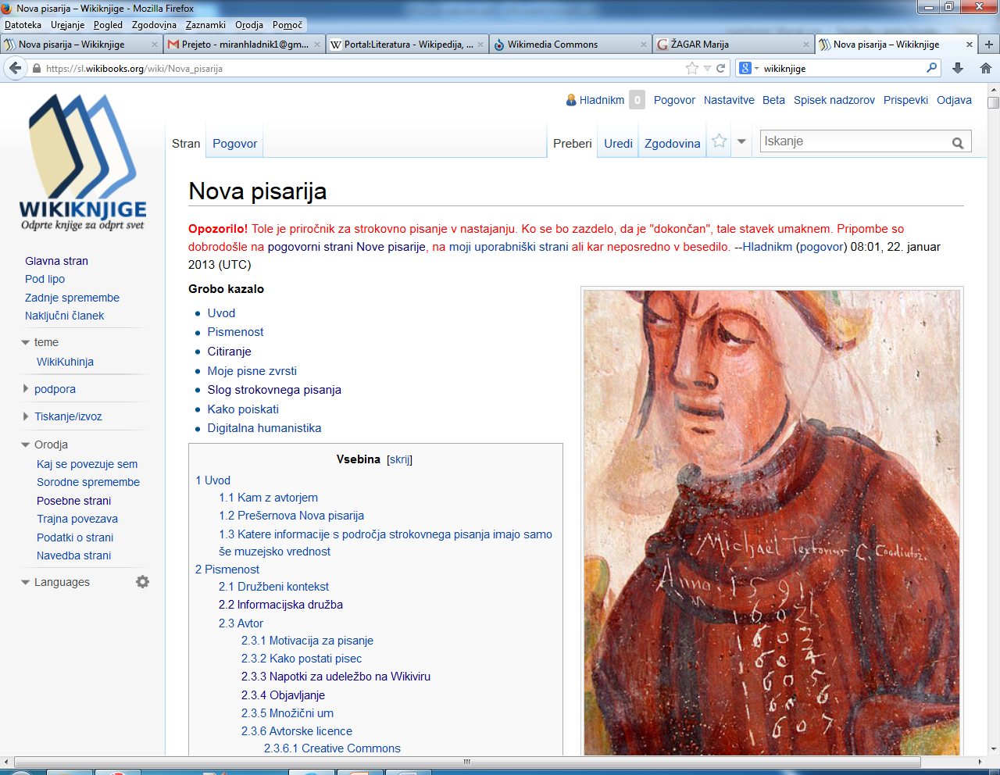 Nova pisarija – Wikiknjige - Mozilla Firefox
Datoteka Urejanje Pogled Zgodovina Zaznamki Orodja Pomoč
Nova pisarija – Wikiknjige
Prejeto - miranhladnik1@gm...
Portal:Literatura - Wikipedija, ...
Wikimedia Commons
ŽAGAR Marija
Nova pisarija – Wikiknjige
https://sl.wikibooks.org/wiki/Nova_pisarija
wikiknjige
Hladnikm 0 Pogovor Nastavitve Beta Spisek nadzorov Prispevki Odjava
Stran Pogovor
Preberi Uredi Zgodovina
Iskanje
WIKIKNJIGE
Odprte knjige za odprt svet
Glavna stran
Pod lipo
Zadnje spremembe
Naključni članek
teme
WikiKuhinja
podpora
Tiskanje/izvoz
Orodja
Kaj se povezuje sem
Sorodne spremembe
Posebne strani
Trajna povezava
Podatki o strani
Navedba strani
Languages
Nova pisarija
Opozorilo! Tole je priročnik za strokovno pisanje v nastajanju. Ko se bo zazdelo, da je "dokončan", tale stavek umaknem. Pripombe so
dobrodošle na pogovorni strani Nove pisarije, na moji uporabniški strani ali kar neposredno v besedilo. --Hladnikm (pogovor) 08:01, 22. januar
2013 (UTC)
Grobo kazalo
Uvod
Pismenost
Citiranje
Moje pisne zvrsti
Slog strokovnega pisanja
Kako poiskati
Digitalna humanistika
Vsebina [skrij]
1 Uvod
1.1 Kam z avtorjem
1.2 Prešernova Nova pisarija
1.3 Katere informacije s področja strokovnega pisanja imajo samo
še muzejsko vrednost
2 Pismenost
2.1 Družbeni kontekst
2.2 Informacijska družba
2.3 Avtor
2.3.1 Motivacija za pisanje
2.3.2 Kako postati pisec
2.3.3 Napotki za udeležbo na Wikiviru
2.3.4 Objavljanje
2.3.5 Množični um
2.3.6 Avtorske licence
2.3.6.1 Creative Commons
Michael Textorius C. Coadiutor.
Anno. 1591
1602
1602
1604
1605
1606.
1607.